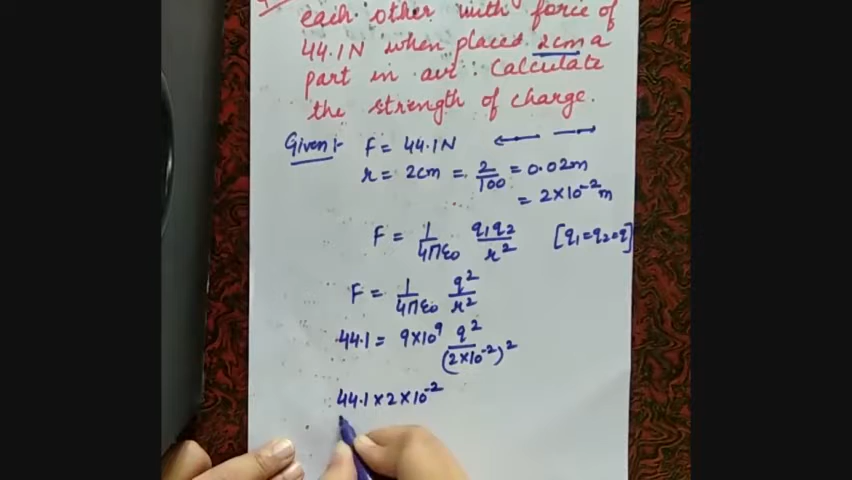 each other with force of
44.1N when placed 2cm a
part in air. Calculate
the strength of charge.
Given:- F = 44.1N
r = 2cm = 2/100 = 0.02m
= 2×10⁻²m
F = 1/4πε₀ q₁q₂/r² [q₁=q₂=q]
F = 1/4πε₀ q²/r²
44.1 = 9×10⁹ q²/(2×10⁻²)²
44.1×2×10⁻²